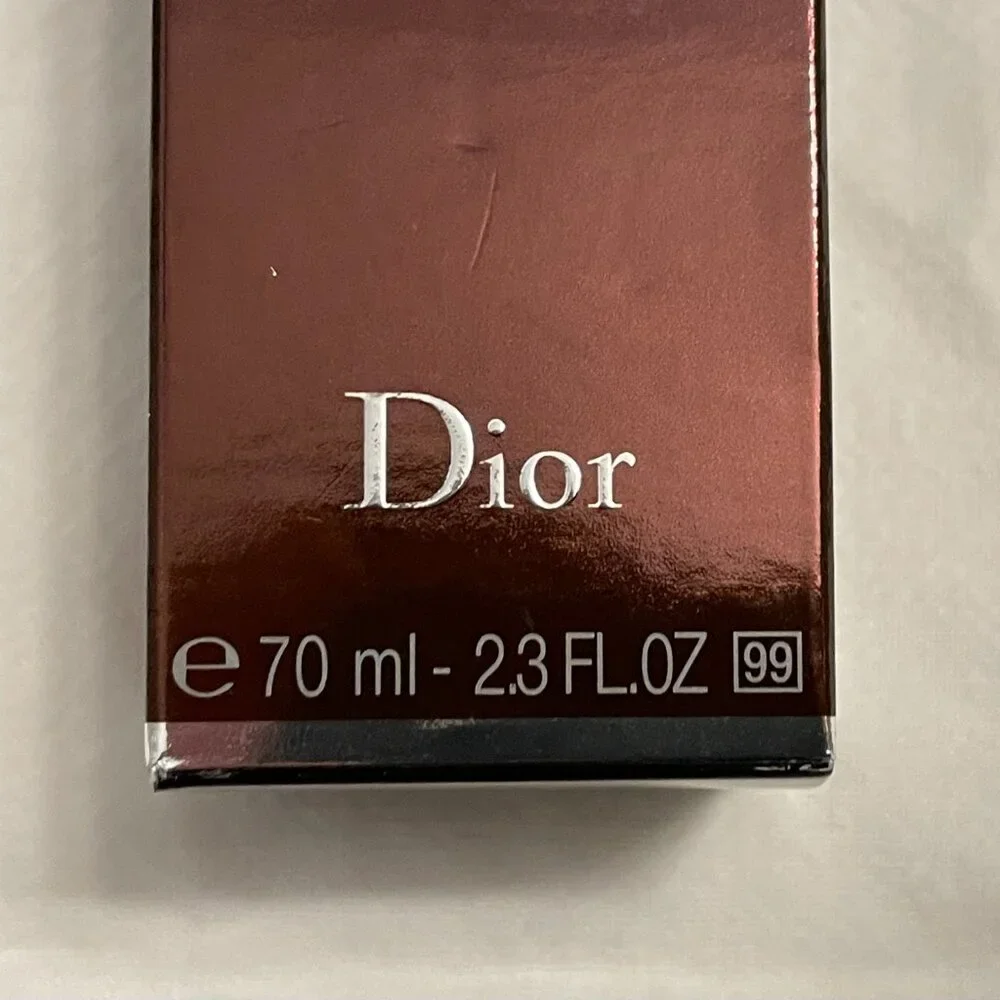 Dior
℮ 70 ml - 2.3 FL.OZ 99